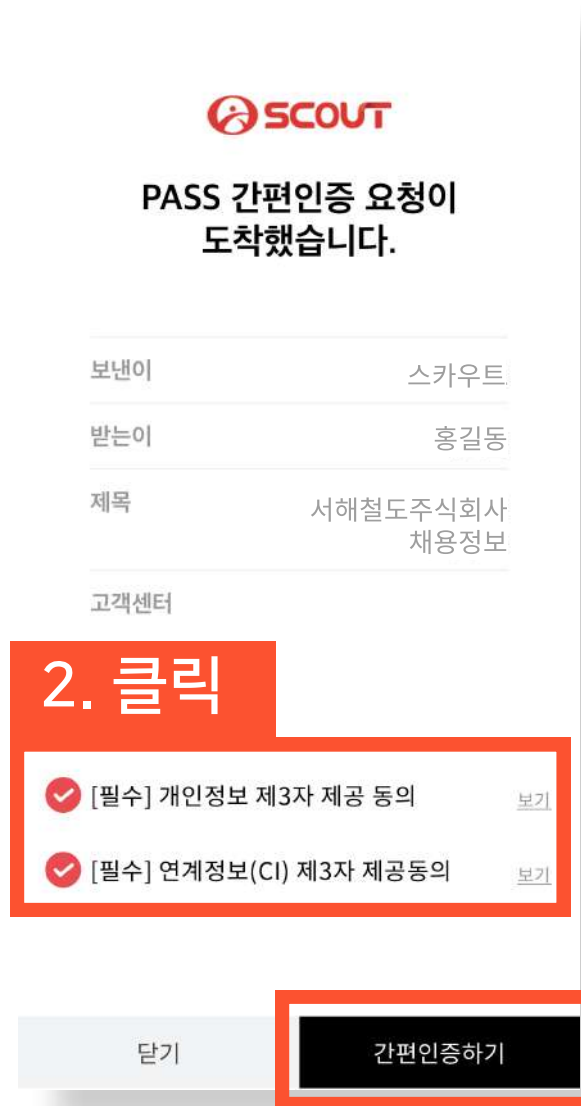 SCOUT
PASS 간편인증 요청이
도착했습니다.
보낸이 스카우트
받는이 홍길동
제목 서해철도주식회사
채용정보
고객센터
2. 클릭
[필수] 개인정보 제3자 제공 동의 보기
[필수] 연계정보(CI) 제3자 제공동의 보기
닫기 간편인증하기